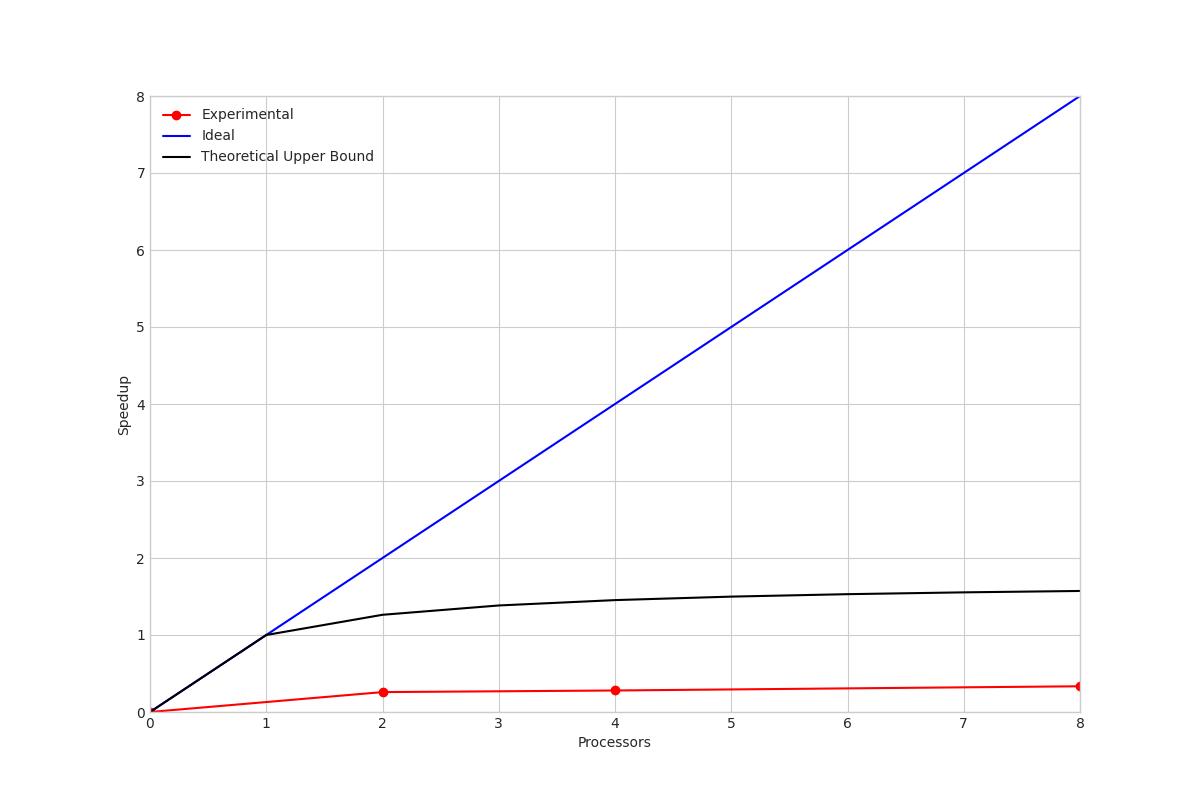 8
Experimental
Ideal
Theoretical Upper Bound
7
6
5
4
3
2
1
0
Speedup
0 1 2 3 4 5 6 7 8
Processors